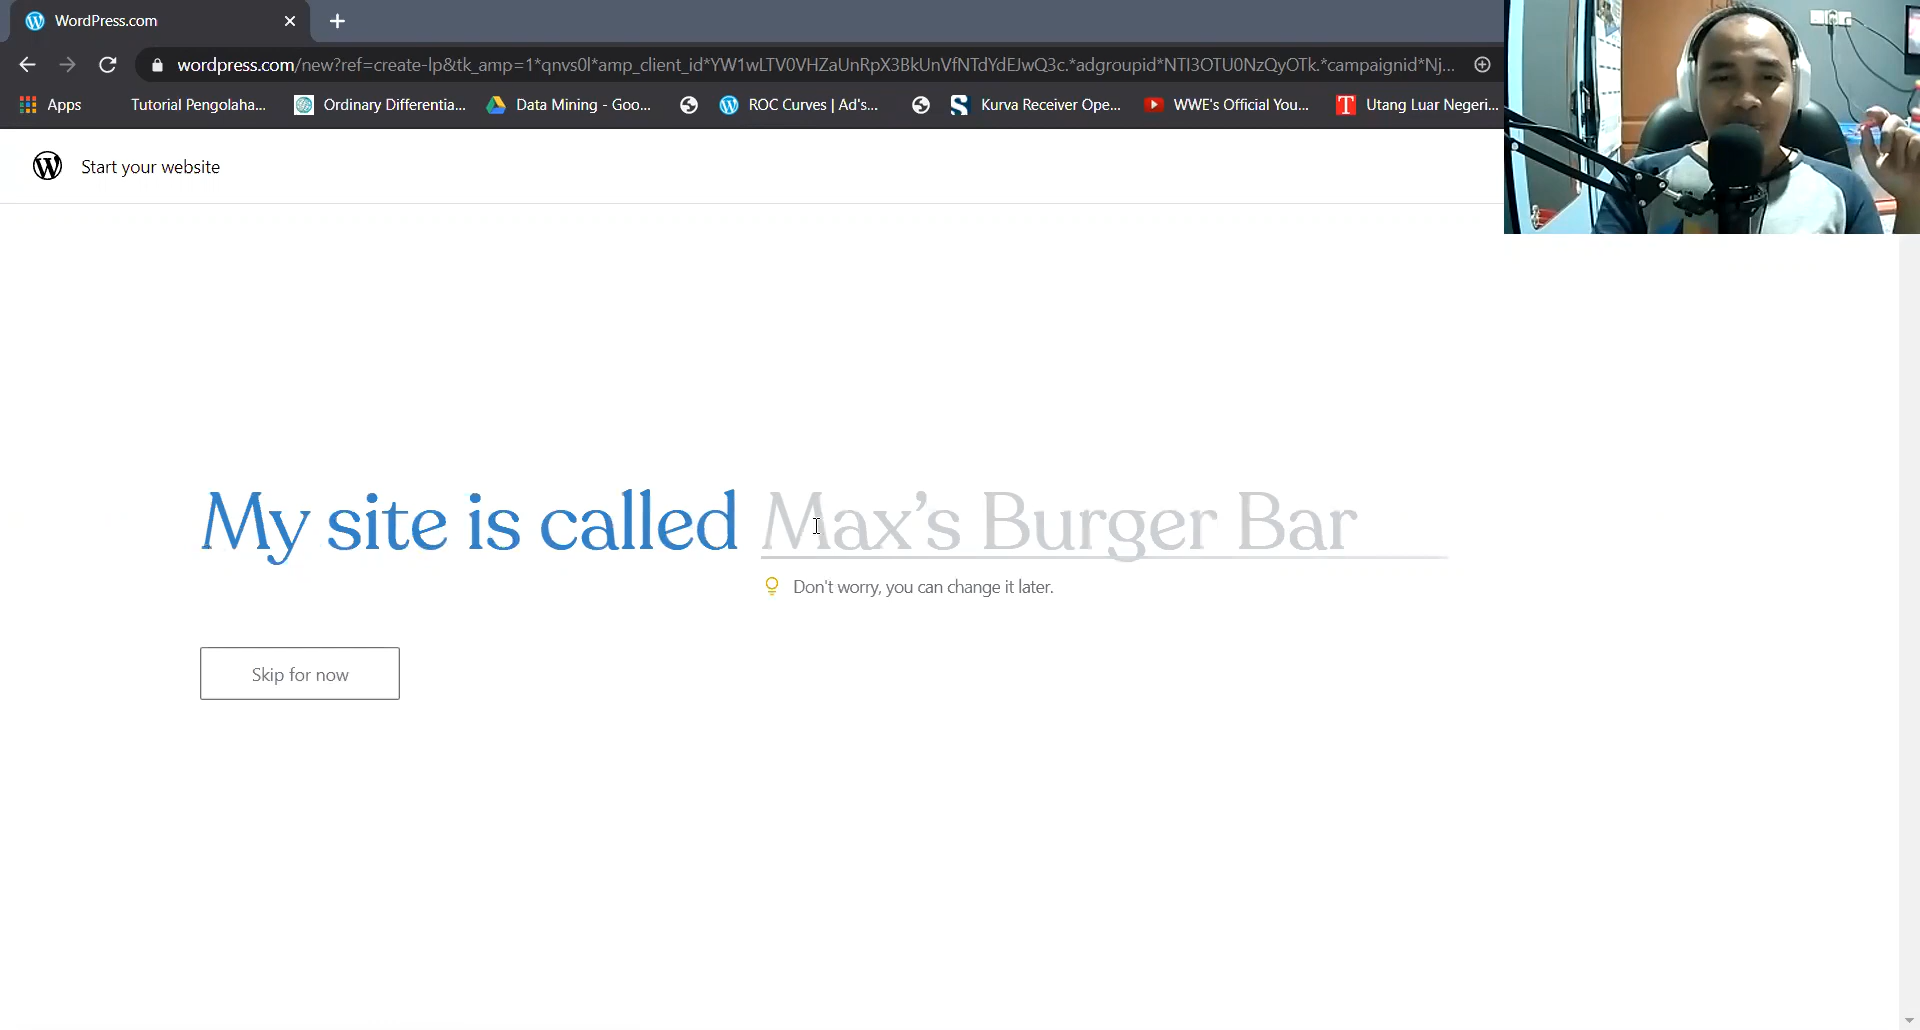 WordPress.com
wordpress.com/new?ref=create-lp&tk_amp=1*qnvs0l*amp_client_id*YW1wLTV0VHZaUnRpX3BkUnVfNTdYdEJwQ3c.*adgroupid*NTI3OTU0NzQyOTk.*campaignid*Nj...
Apps Tutorial Pengolaha... Ordinary Differentia... Data Mining - Goo... ROC Curves | Ad's... Kurva Receiver Ope... WWE's Official You... Utang Luar Negeri...
Start your website
My site is called Max’s Burger Bar
Don't worry, you can change it later.
Skip for now